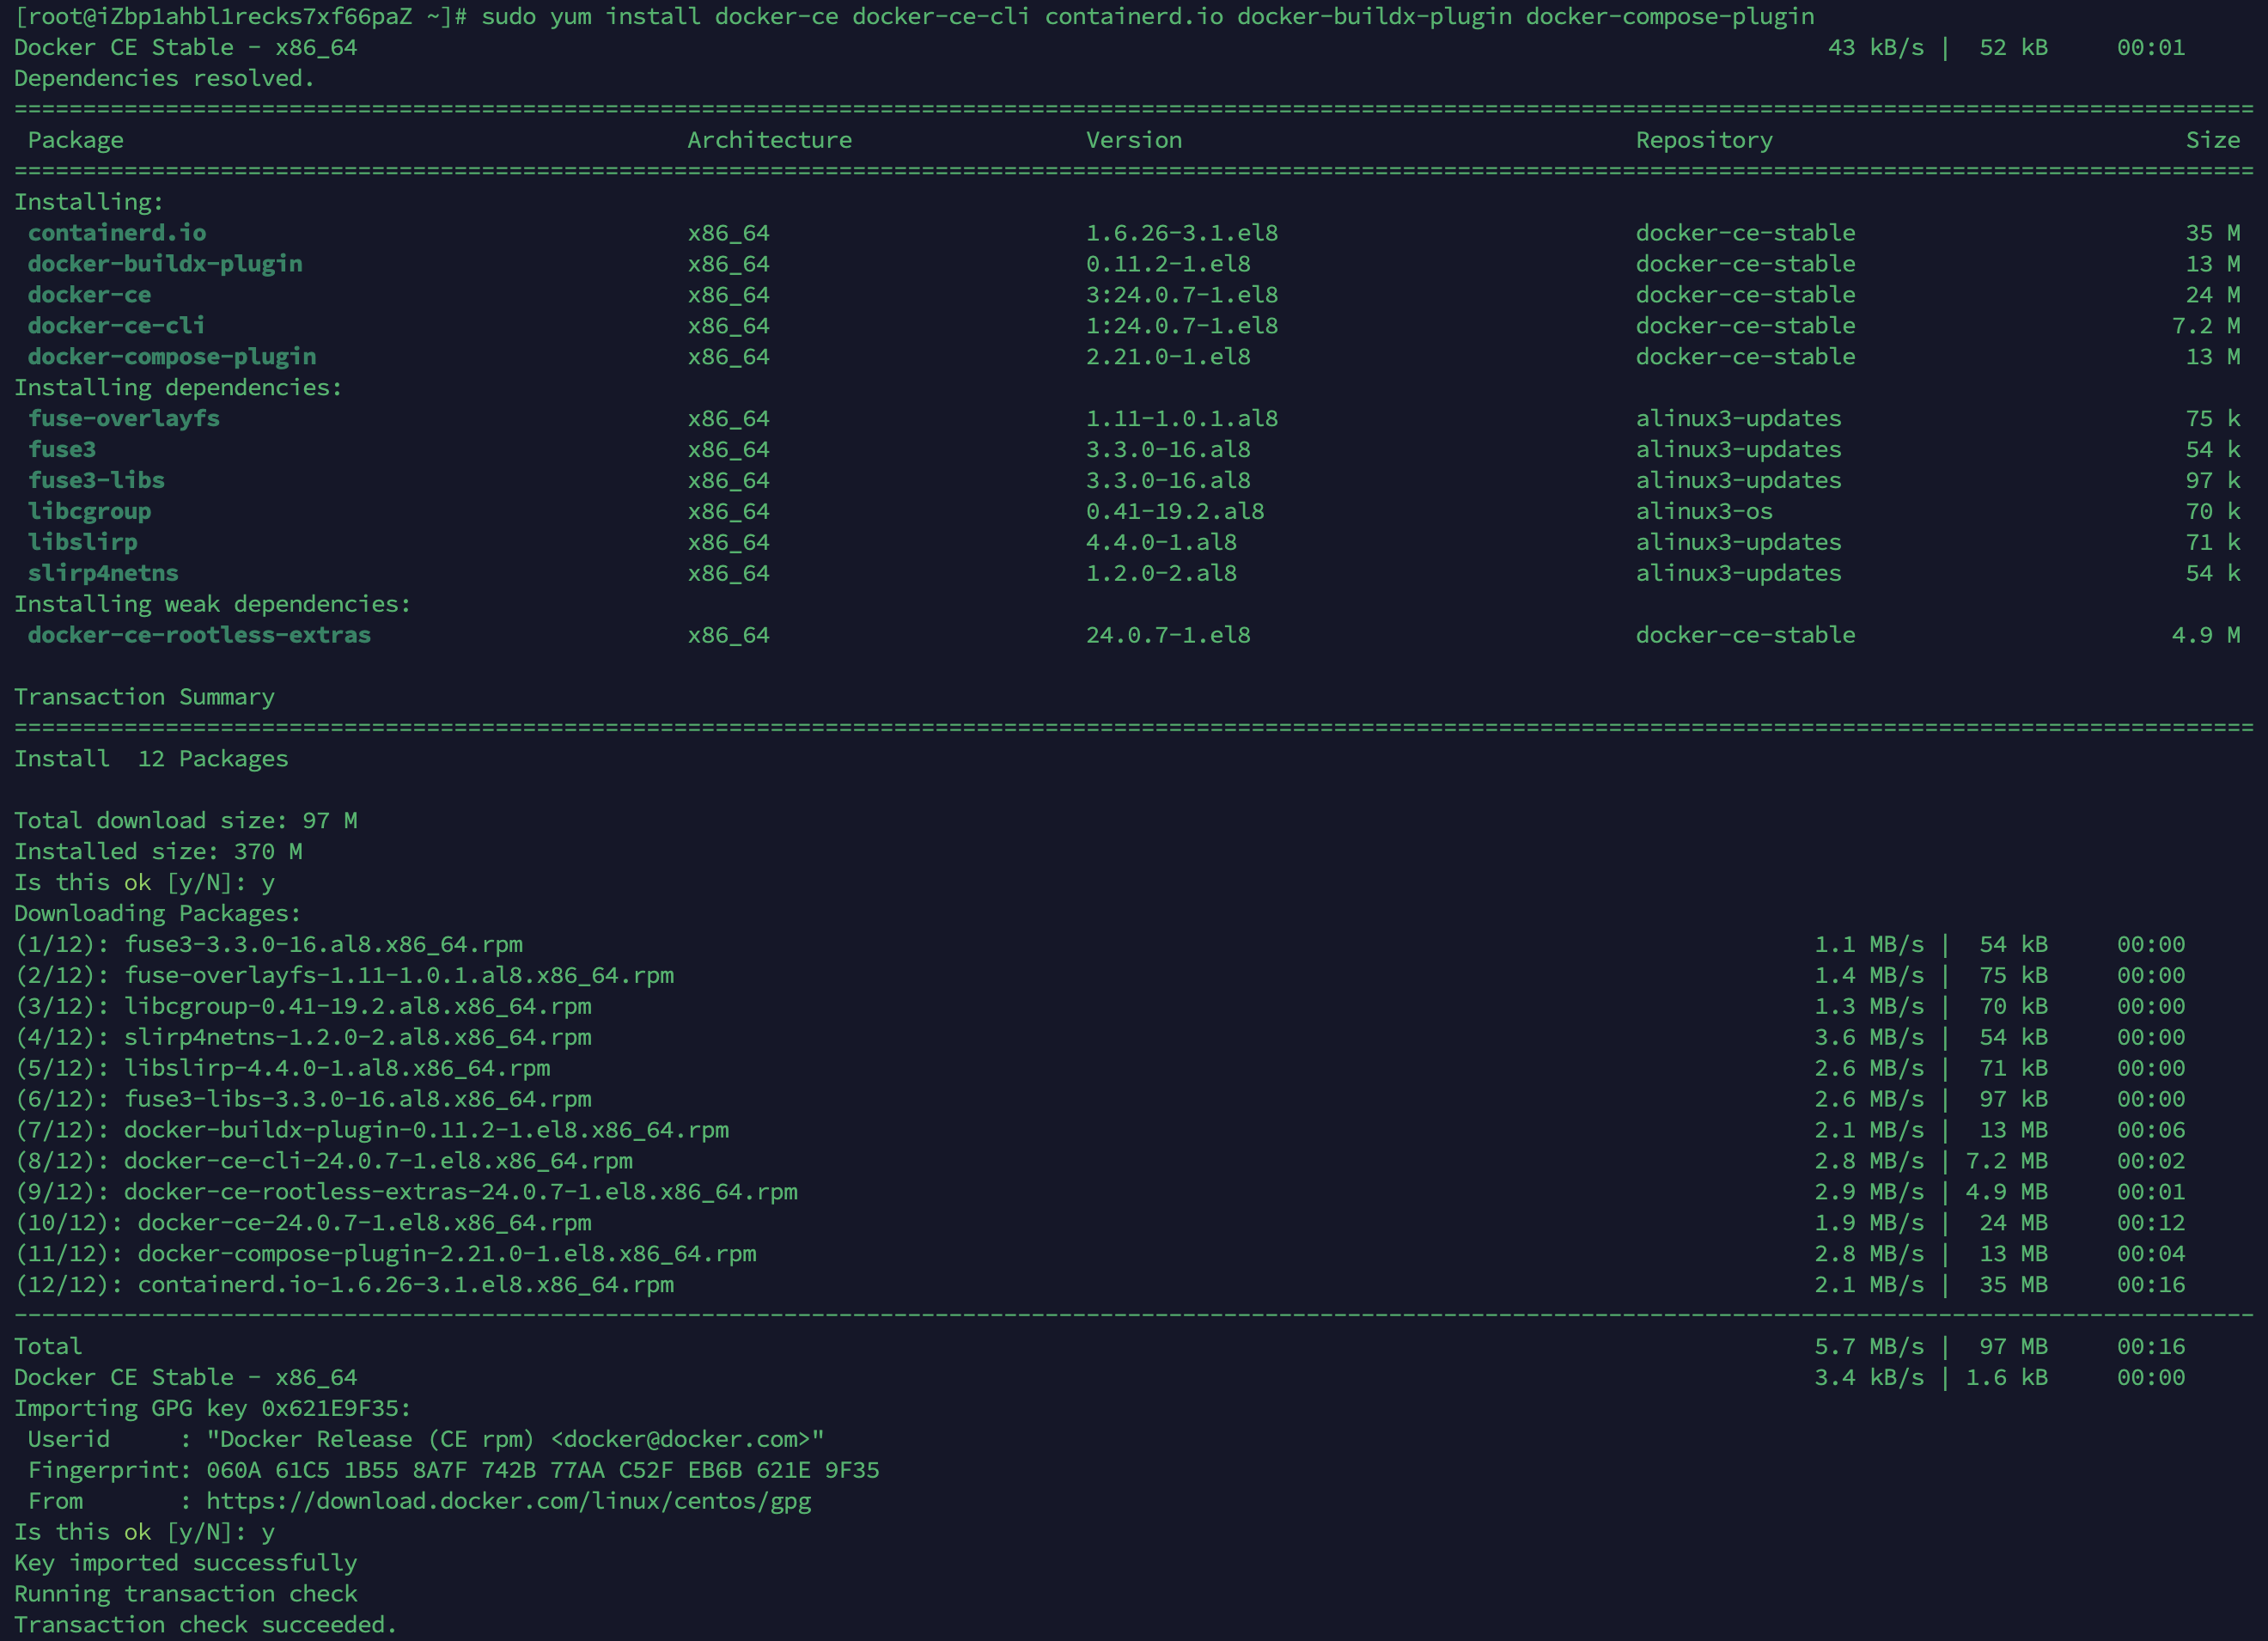 [root@iZbp1ahbl1recks7xf66paZ ~]# sudo yum install docker-ce docker-ce-cli containerd.io docker-buildx-plugin docker-compose-plugin
Docker CE Stable - x86_64 43 kB/s | 52 kB 00:01
Dependencies resolved.
================================================================================
Package Architecture Version Repository Size
================================================================================
Installing:
containerd.io x86_64 1.6.26-3.1.el8 docker-ce-stable 35 M
docker-buildx-plugin x86_64 0.11.2-1.el8 docker-ce-stable 13 M
docker-ce x86_64 3:24.0.7-1.el8 docker-ce-stable 24 M
docker-ce-cli x86_64 1:24.0.7-1.el8 docker-ce-stable 7.2 M
docker-compose-plugin x86_64 2.21.0-1.el8 docker-ce-stable 13 M
Installing dependencies:
fuse-overlayfs x86_64 1.11-1.0.1.al8 alinux3-updates 75 k
fuse3 x86_64 3.3.0-16.al8 alinux3-updates 54 k
fuse3-libs x86_64 3.3.0-16.al8 alinux3-updates 97 k
libcgroup x86_64 0.41-19.2.al8 alinux3-os 70 k
libslirp x86_64 4.4.0-1.al8 alinux3-updates 71 k
slirp4netns x86_64 1.2.0-2.al8 alinux3-updates 54 k
Installing weak dependencies:
docker-ce-rootless-extras x86_64 24.0.7-1.el8 docker-ce-stable 4.9 M
Transaction Summary
================================================================================
Install 12 Packages
Total download size: 97 M
Installed size: 370 M
Is this ok [y/N]: y
Downloading Packages:
(1/12): fuse3-3.3.0-16.al8.x86_64.rpm 1.1 MB/s | 54 kB 00:00
(2/12): fuse-overlayfs-1.11-1.0.1.al8.x86_64.rpm 1.4 MB/s | 75 kB 00:00
(3/12): libcgroup-0.41-19.2.al8.x86_64.rpm 1.3 MB/s | 70 kB 00:00
(4/12): slirp4netns-1.2.0-2.al8.x86_64.rpm 3.6 MB/s | 54 kB 00:00
(5/12): libslirp-4.4.0-1.al8.x86_64.rpm 2.6 MB/s | 71 kB 00:00
(6/12): fuse3-libs-3.3.0-16.al8.x86_64.rpm 2.6 MB/s | 97 kB 00:00
(7/12): docker-buildx-plugin-0.11.2-1.el8.x86_64.rpm 2.1 MB/s | 13 MB 00:06
(8/12): docker-ce-cli-24.0.7-1.el8.x86_64.rpm 2.8 MB/s | 7.2 MB 00:02
(9/12): docker-ce-rootless-extras-24.0.7-1.el8.x86_64.rpm 2.9 MB/s | 4.9 MB 00:01
(10/12): docker-ce-24.0.7-1.el8.x86_64.rpm 1.9 MB/s | 24 MB 00:12
(11/12): docker-compose-plugin-2.21.0-1.el8.x86_64.rpm 2.8 MB/s | 13 MB 00:04
(12/12): containerd.io-1.6.26-3.1.el8.x86_64.rpm 2.1 MB/s | 35 MB 00:16
--------------------------------------------------------------------------------
Total 5.7 MB/s | 97 MB 00:16
Docker CE Stable - x86_64 3.4 kB/s | 1.6 kB 00:00
Importing GPG key 0x621E9F35:
Userid : "Docker Release (CE rpm) <docker@docker.com>"
Fingerprint: 060A 61C5 1B55 8A7F 742B 77AA C52F EB6B 621E 9F35
From : https://download.docker.com/linux/centos/gpg
Is this ok [y/N]: y
Key imported successfully
Running transaction check
Transaction check succeeded.